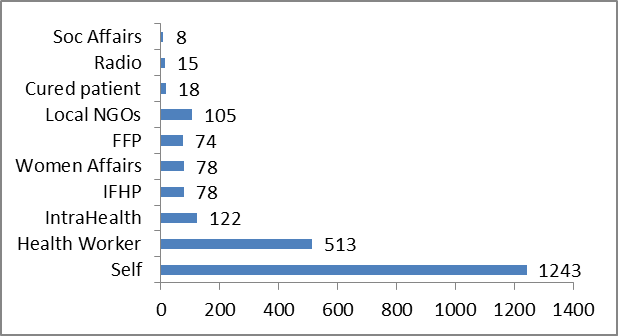 Soc Affairs 8
Radio 15
Cured patient 18
Local NGOs 105
FFP 74
Women Affairs 78
IFHP 78
IntraHealth 122
Health Worker 513
Self 1243
0 200 400 600 800 1000 1200 1400